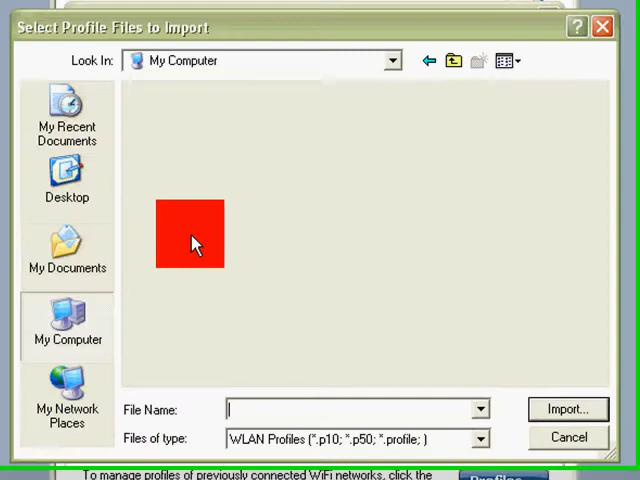 Select Profile Files to Import
Look In: My Computer
My Recent
Documents
Desktop
My Documents
My Computer
My Network
Places
File Name:
Import...
Files of type: WLAN Profiles (*.p10; *.p50; *.profile; )
Cancel
To manage profiles of previously connected WiFi networks, click the
Profiles